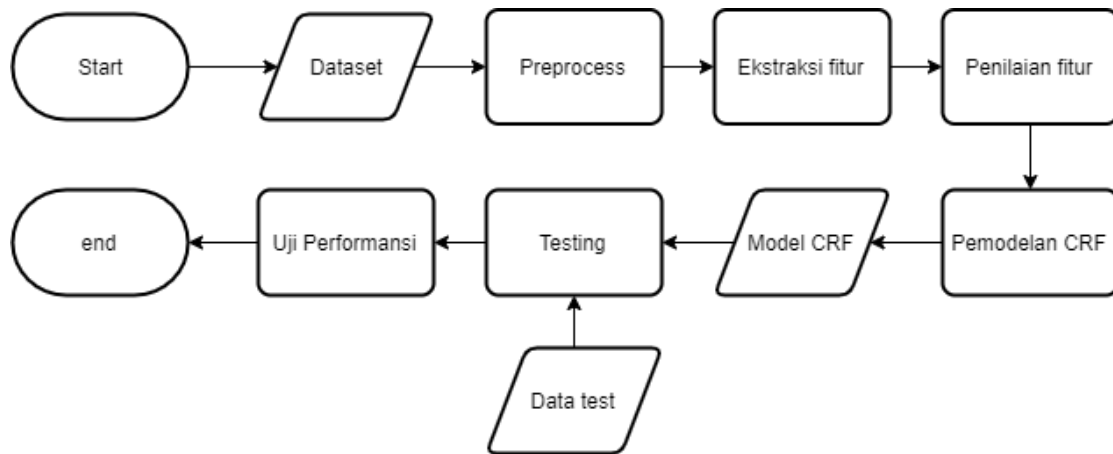 Start
Dataset
Preprocess
Ekstraksi fitur
Penilaian fitur
Pemodelan CRF
Model CRF
Testing
Uji Performansi
end
Data test